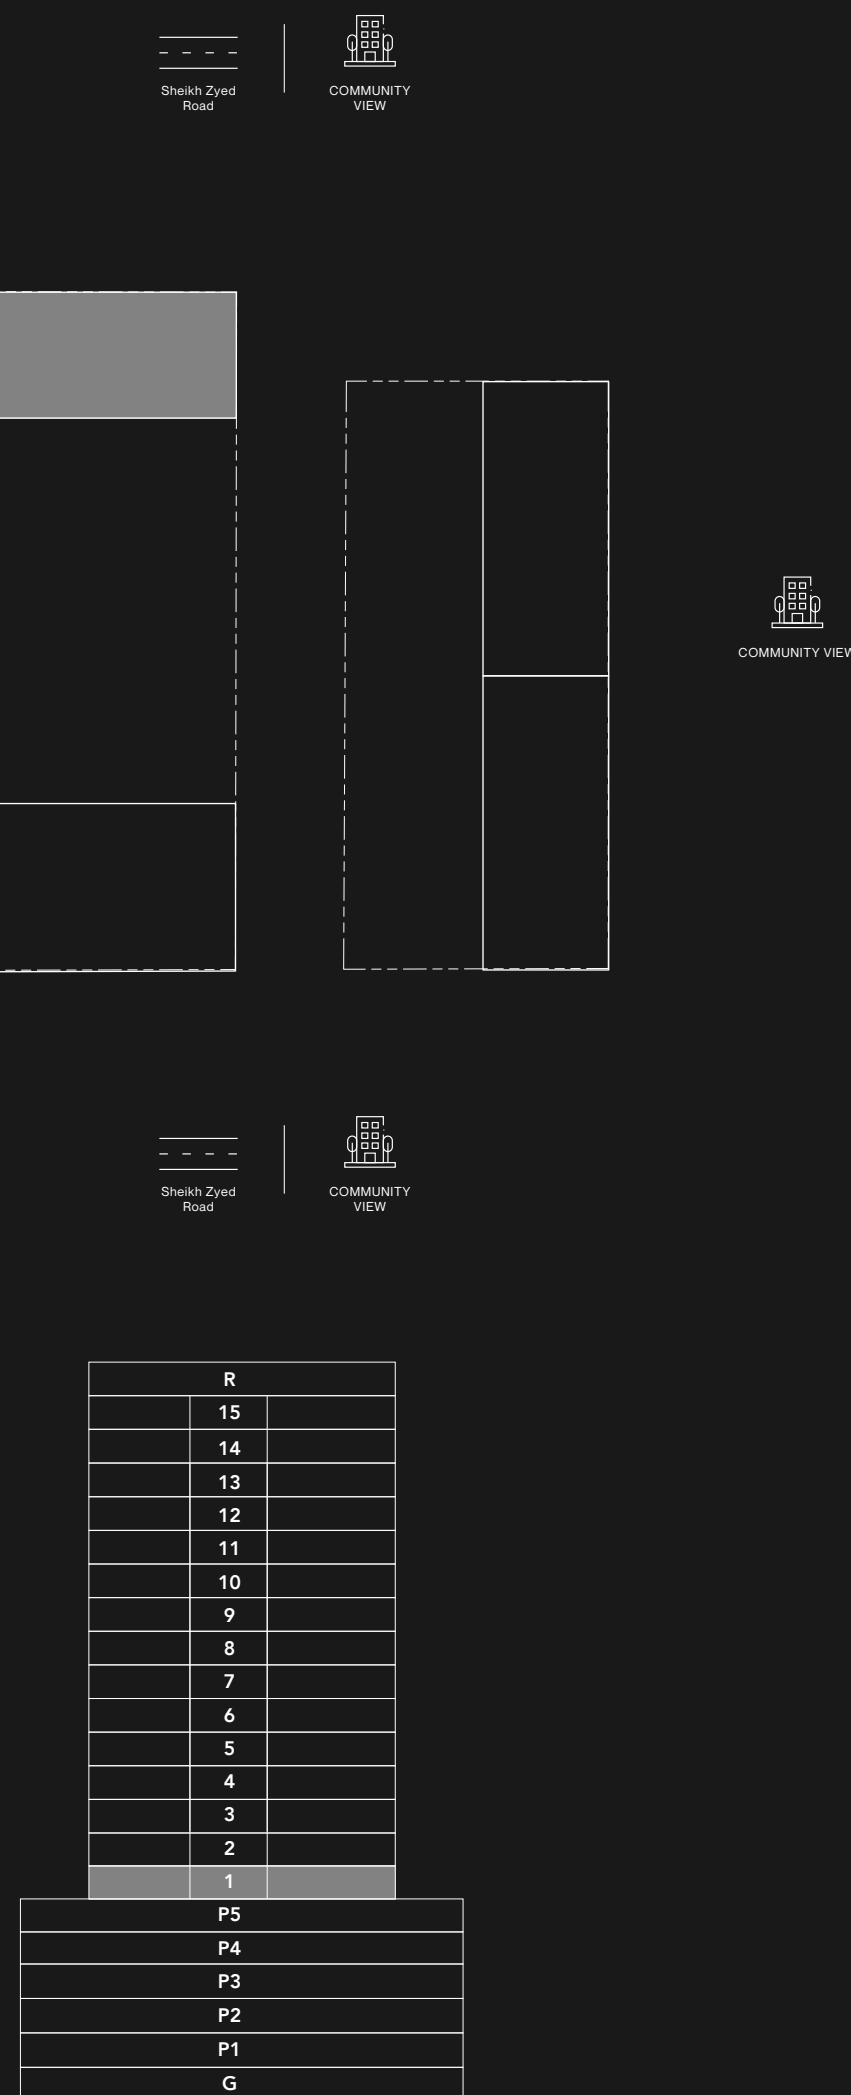 Sheikh Zyed
Road
COMMUNITY
VIEW
COMMUNITY VIEW
Sheikh Zyed
Road
COMMUNITY
VIEW
R
15
14
13
12
11
10
9
8
7
6
5
4
3
2
1
P5
P4
P3
P2
P1
G